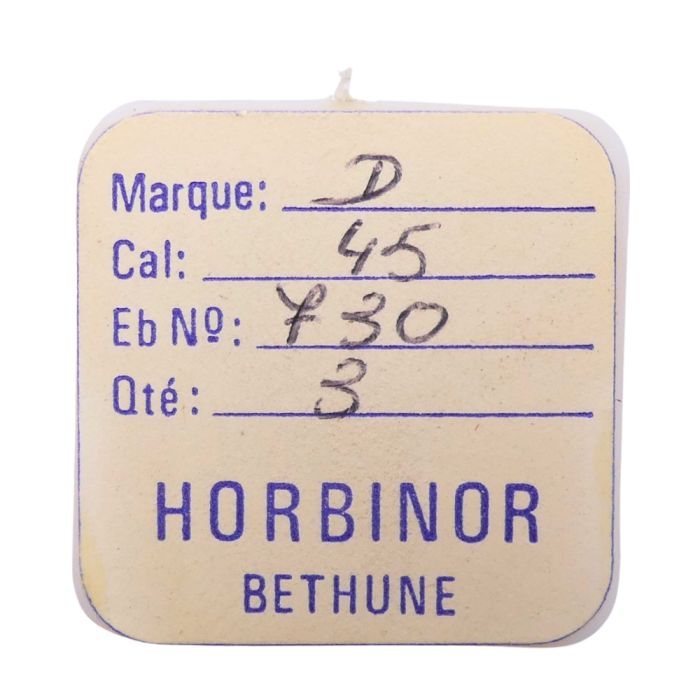 Marque: D
Cal: 45
Eb Nº: 730
Qté: 3
HORBINOR
BETHUNE